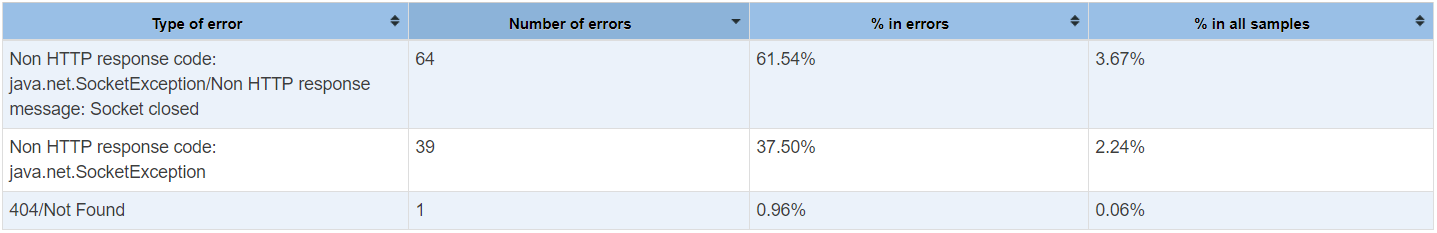 Type of error
Number of errors
% in errors
% in all samples
Non HTTP response code:
java.net.SocketException/Non HTTP response
message: Socket closed
64
61.54%
3.67%
Non HTTP response code:
java.net.SocketException
39
37.50%
2.24%
404/Not Found
1
0.96%
0.06%